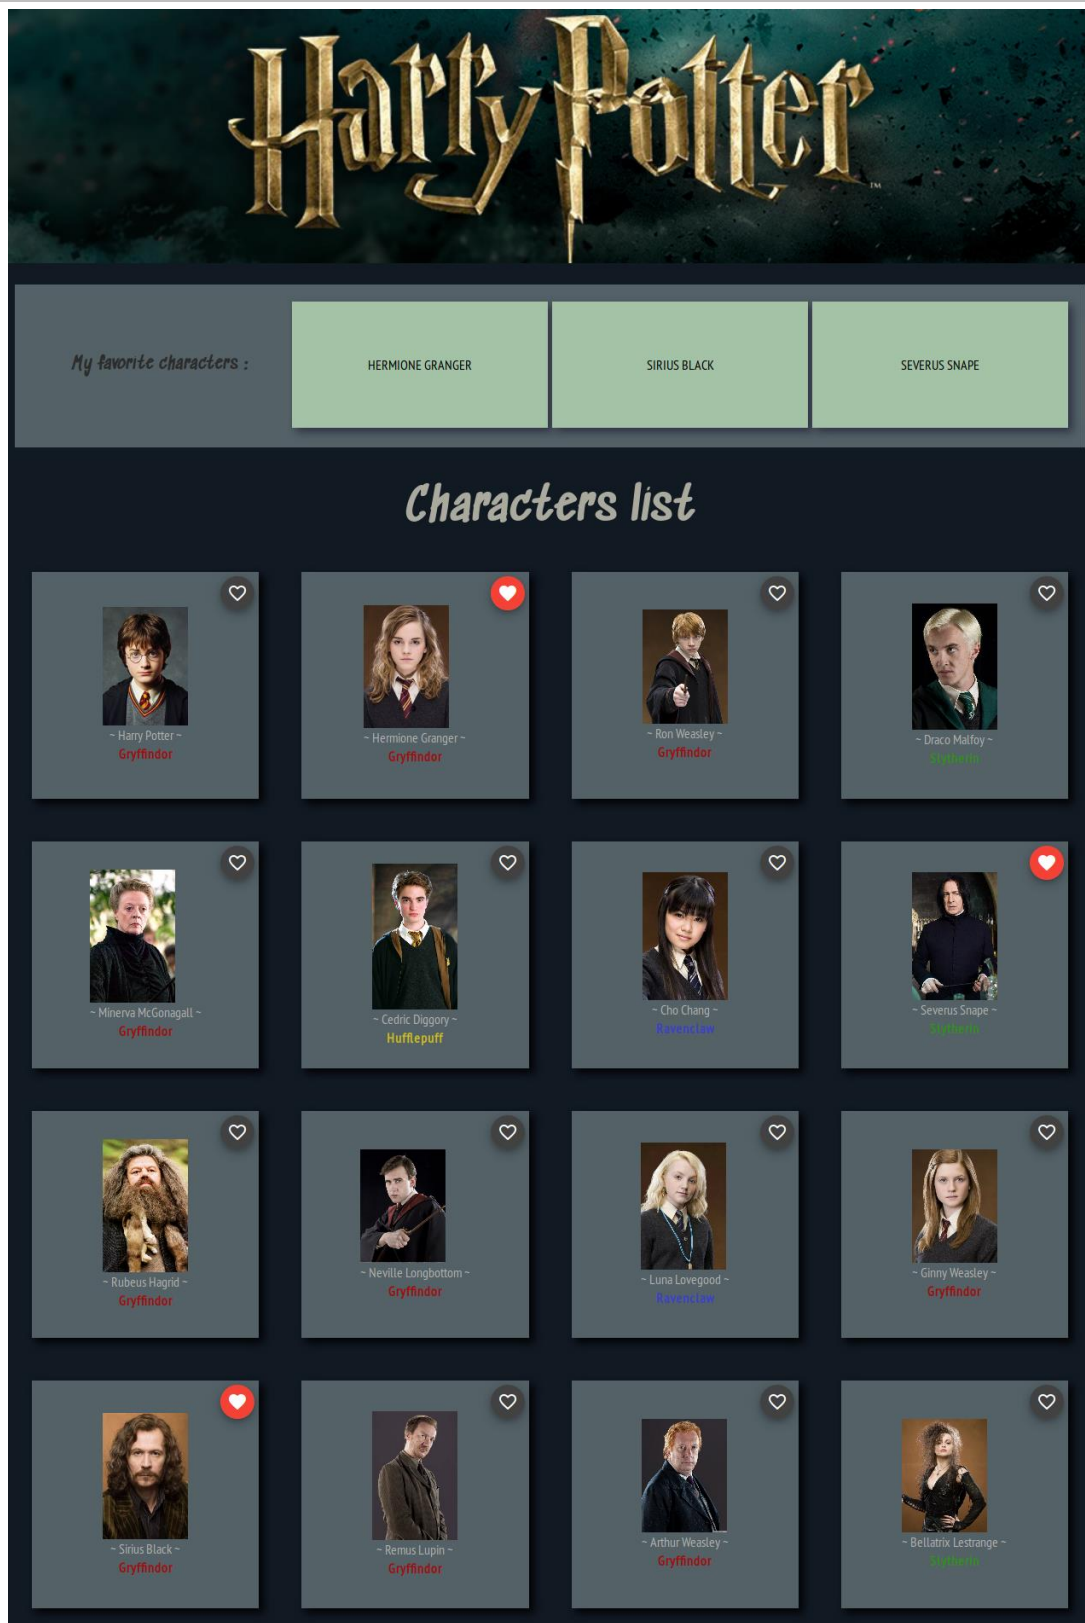 Harry Potter
TM
My favorite characters :
HERMIONE GRANGER
SIRIUS BLACK
SEVERUS SNAPE
Characters list
~ Harry Potter ~
Gryffindor
~ Hermione Granger ~
Gryffindor
~ Ron Weasley ~
Gryffindor
~ Draco Malfoy ~
Slytherin
~ Minerva McGonagall ~
Gryffindor
~ Cedric Diggory ~
Hufflepuff
~ Cho Chang ~
Ravenclaw
~ Severus Snape ~
Slytherin
~ Rubeus Hagrid ~
Gryffindor
~ Neville Longbottom ~
Gryffindor
~ Luna Lovegood ~
Ravenclaw
~ Ginny Weasley ~
Gryffindor
~ Sirius Black ~
Gryffindor
~ Remus Lupin ~
Gryffindor
~ Arthur Weasley ~
Gryffindor
~ Bellatrix Lestrange ~
Slytherin